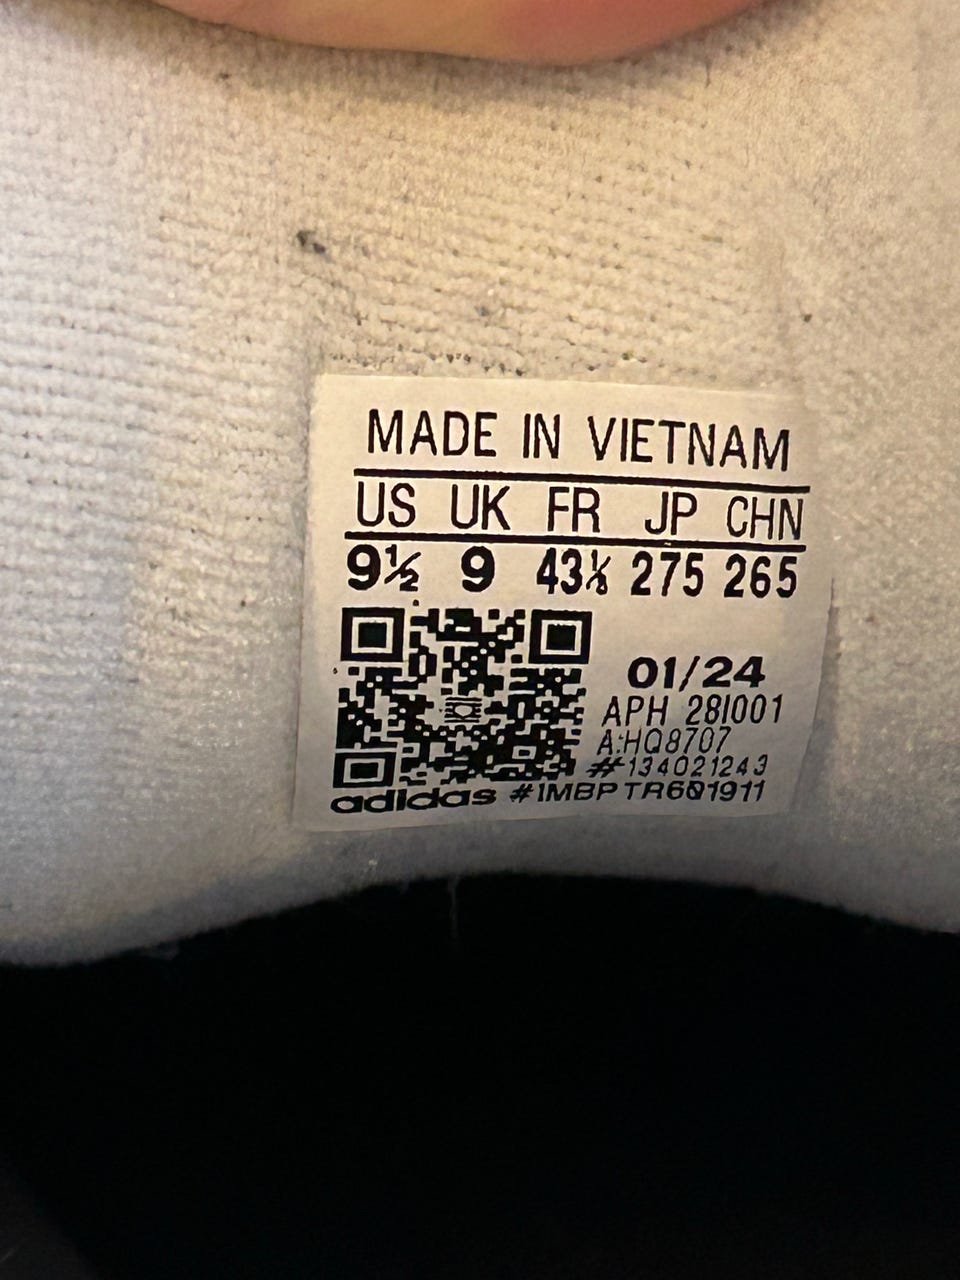 MADE IN VIETNAM
US UK FR JP CHN
9½ 9 43⅓ 275 265
01/24
APH 28I001
A:HQ8707
#134021243
adidas #1MBPTR601911